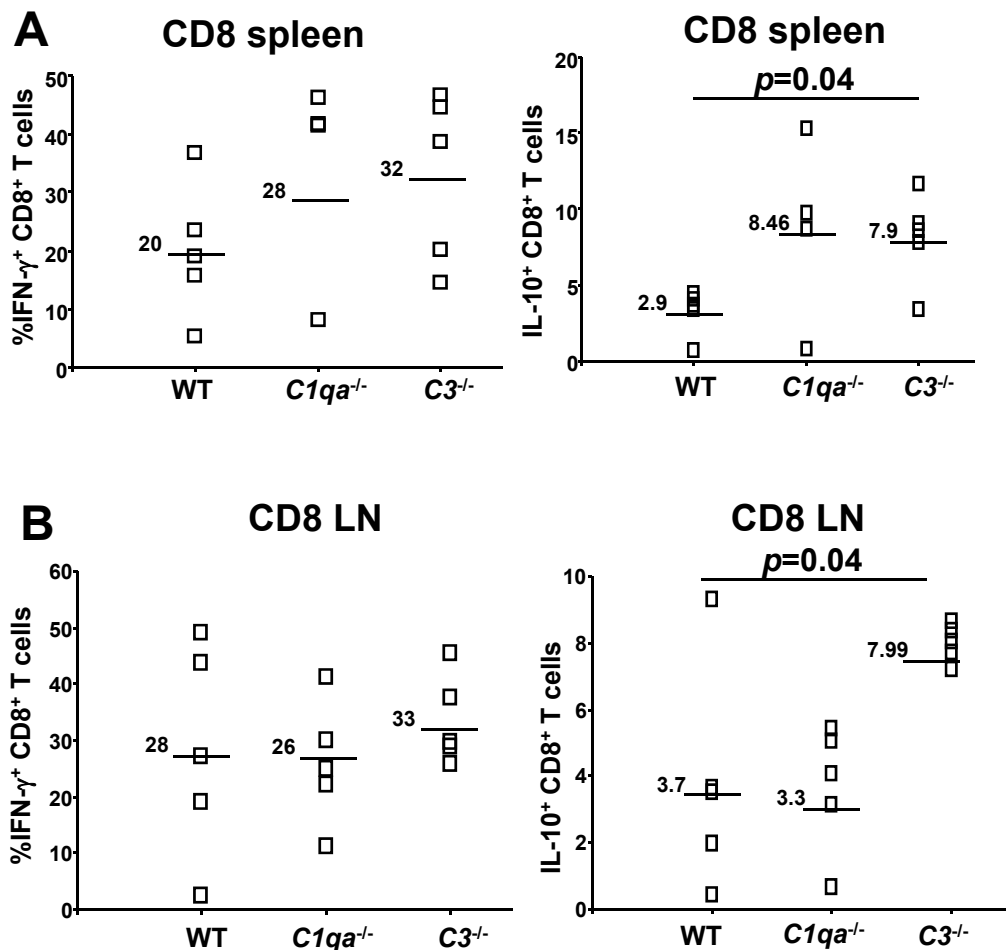 A
CD8 spleen
%IFN-γ⁺ CD8⁺ T cells
50
40
30
20
10
0
20
28
32
WT
C1qa⁻/⁻
C3⁻/⁻
CD8 spleen
p=0.04
IL-10⁺ CD8⁺ T cells
20
15
10
5
0
2.9
8.46
7.9
WT
C1qa⁻/⁻
C3⁻/⁻
B
CD8 LN
%IFN-γ⁺ CD8⁺ T cells
60
50
40
30
20
10
0
28
26
33
WT
C1qa⁻/⁻
C3⁻/⁻
CD8 LN
p=0.04
IL-10⁺ CD8⁺ T cells
10
8
6
4
2
0
3.7
3.3
7.99
WT
C1qa⁻/⁻
C3⁻/⁻